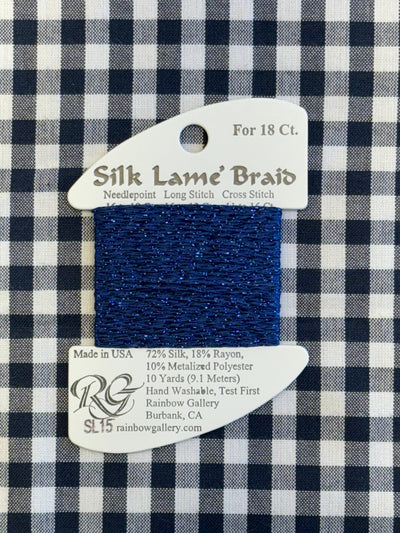 For 18 Ct.
Silk Lamé Braid
Needlepoint Long Stitch Cross Stitch
Made in USA
72% Silk, 18% Rayon,
10% Metalized Polyester
10 Yards (9.1 Meters)
Hand Washable, Test First
Rainbow Gallery
Burbank, CA
RG
SL15 rainbowgallery.com